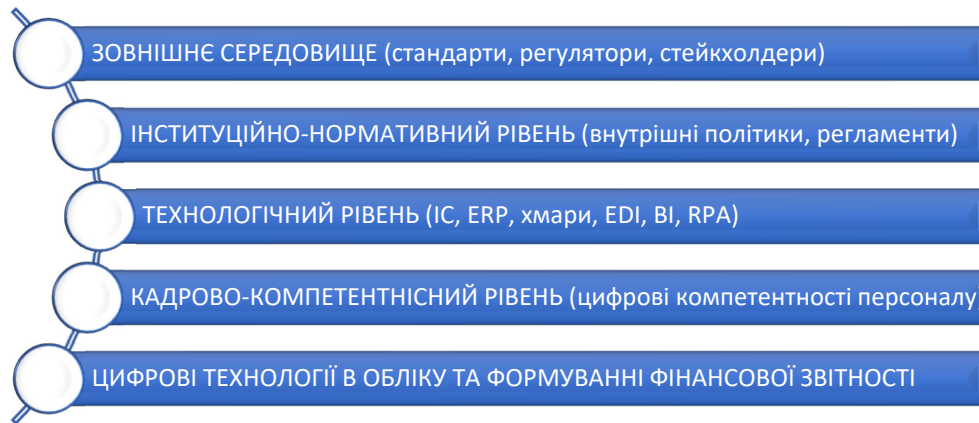 ЗОВНІШНЄ СЕРЕДОВИЩЕ (стандарти, регулятори, стейкхолдери)
ІНСТИТУЦІЙНО-НОРМАТИВНИЙ РІВЕНЬ (внутрішні політики, регламенти)
ТЕХНОЛОГІЧНИЙ РІВЕНЬ (ІС, ERP, хмари, EDI, BI, RPA)
КАДРОВО-КОМПЕТЕНТНІСНИЙ РІВЕНЬ (цифрові компетентності персоналу
ЦИФРОВІ ТЕХНОЛОГІЇ В ОБЛІКУ ТА ФОРМУВАННІ ФІНАНСОВОЇ ЗВІТНОСТІ